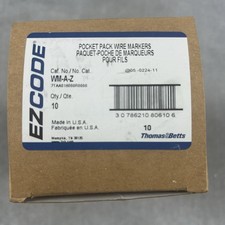 EZCODE
POCKET PACK WIRE MARKERS
PAQUET-POCHE DE MARQUEURS
POUR FILS
Cat. No./No. Cat.
WM-A-Z
Qty./Qte.
10
Made in U.S.A.
Fabriquée en U.S.A.
10
Thomas&Betts